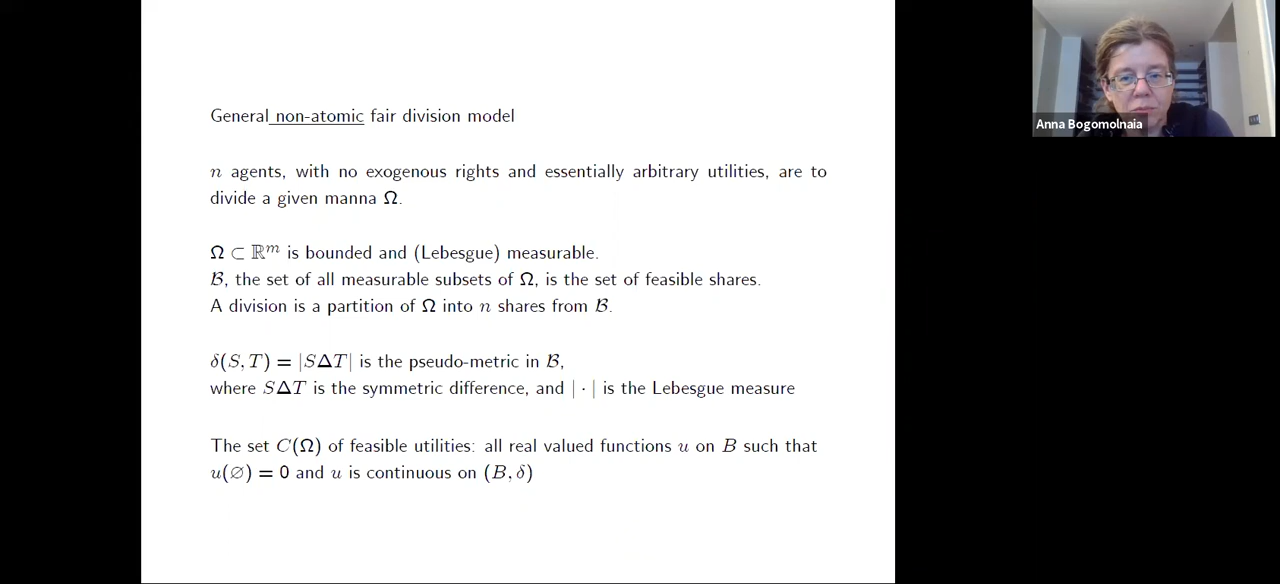 General non-atomic fair division model
n agents, with no exogenous rights and essentially arbitrary utilities, are to
divide a given manna Ω.
Ω ⊂ ℝᵐ is bounded and (Lebesgue) measurable.
ℬ, the set of all measurable subsets of Ω, is the set of feasible shares.
A division is a partition of Ω into n shares from ℬ.
δ(S, T) = |SΔT| is the pseudo-metric in ℬ,
where SΔT is the symmetric difference, and | · | is the Lebesgue measure
The set C(Ω) of feasible utilities: all real valued functions u on B such that
u(∅) = 0 and u is continuous on (B, δ)
Anna Bogomolnaia